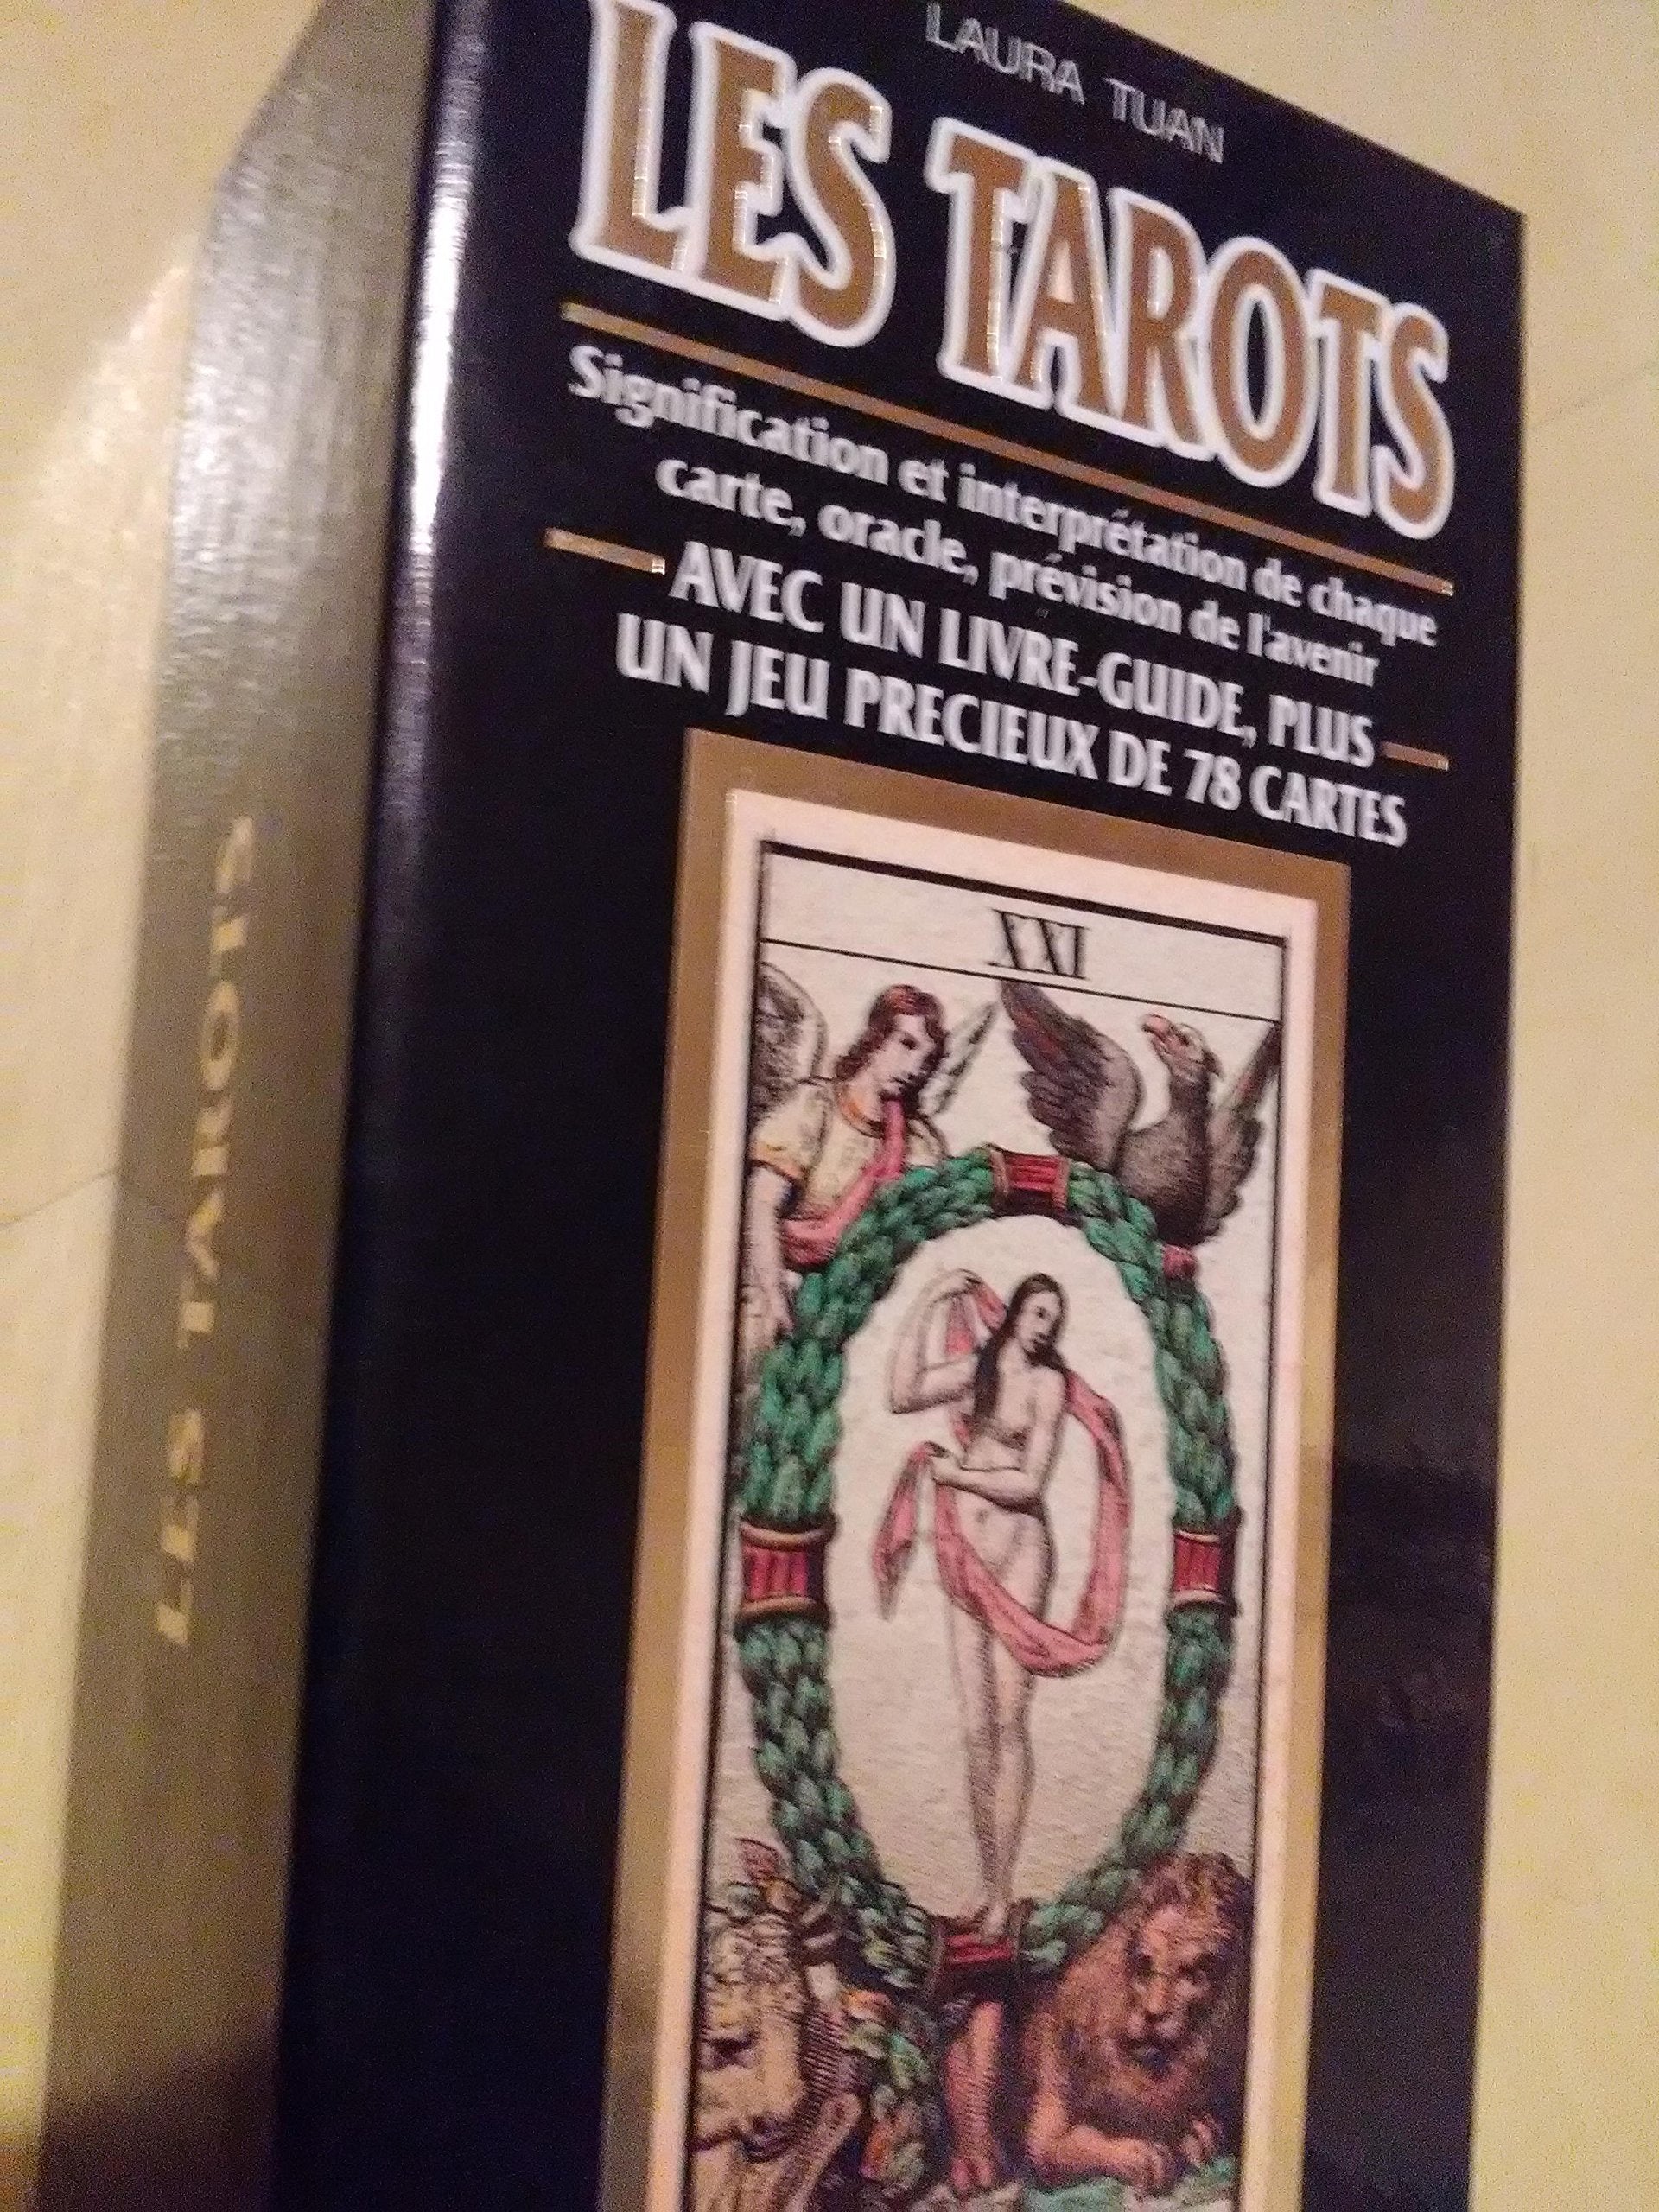 LAURA TUAN
LES TAROTS
Signification et interprétation de chaque
carte, oracle, prévision de l'avenir
AVEC UN LIVRE-GUIDE, PLUS
UN JEU PRECIEUX DE 78 CARTES
XXI
LES TAROTS